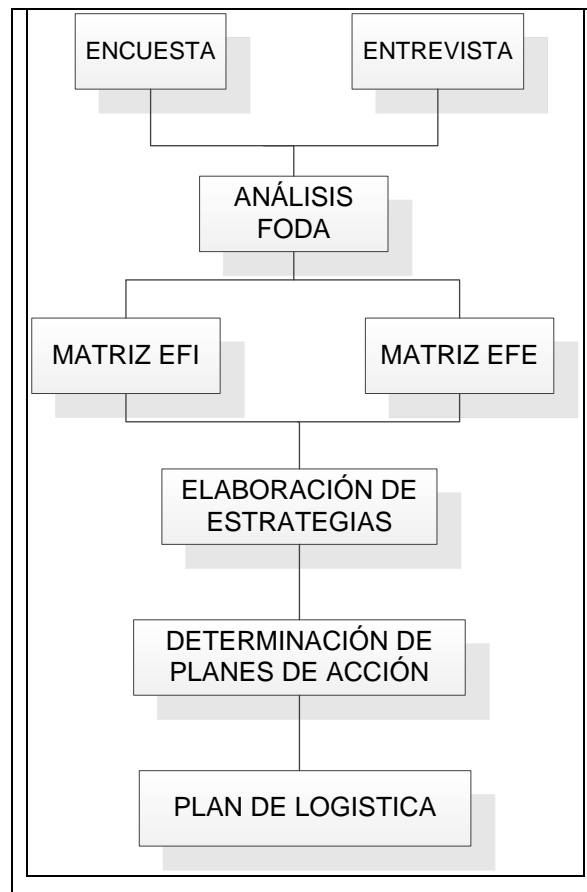 ENCUESTA
ENTREVISTA
ANÁLISIS
FODA
MATRIZ EFI
MATRIZ EFE
ELABORACIÓN DE
ESTRATEGIAS
DETERMINACIÓN DE
PLANES DE ACCIÓN
PLAN DE LOGISTICA